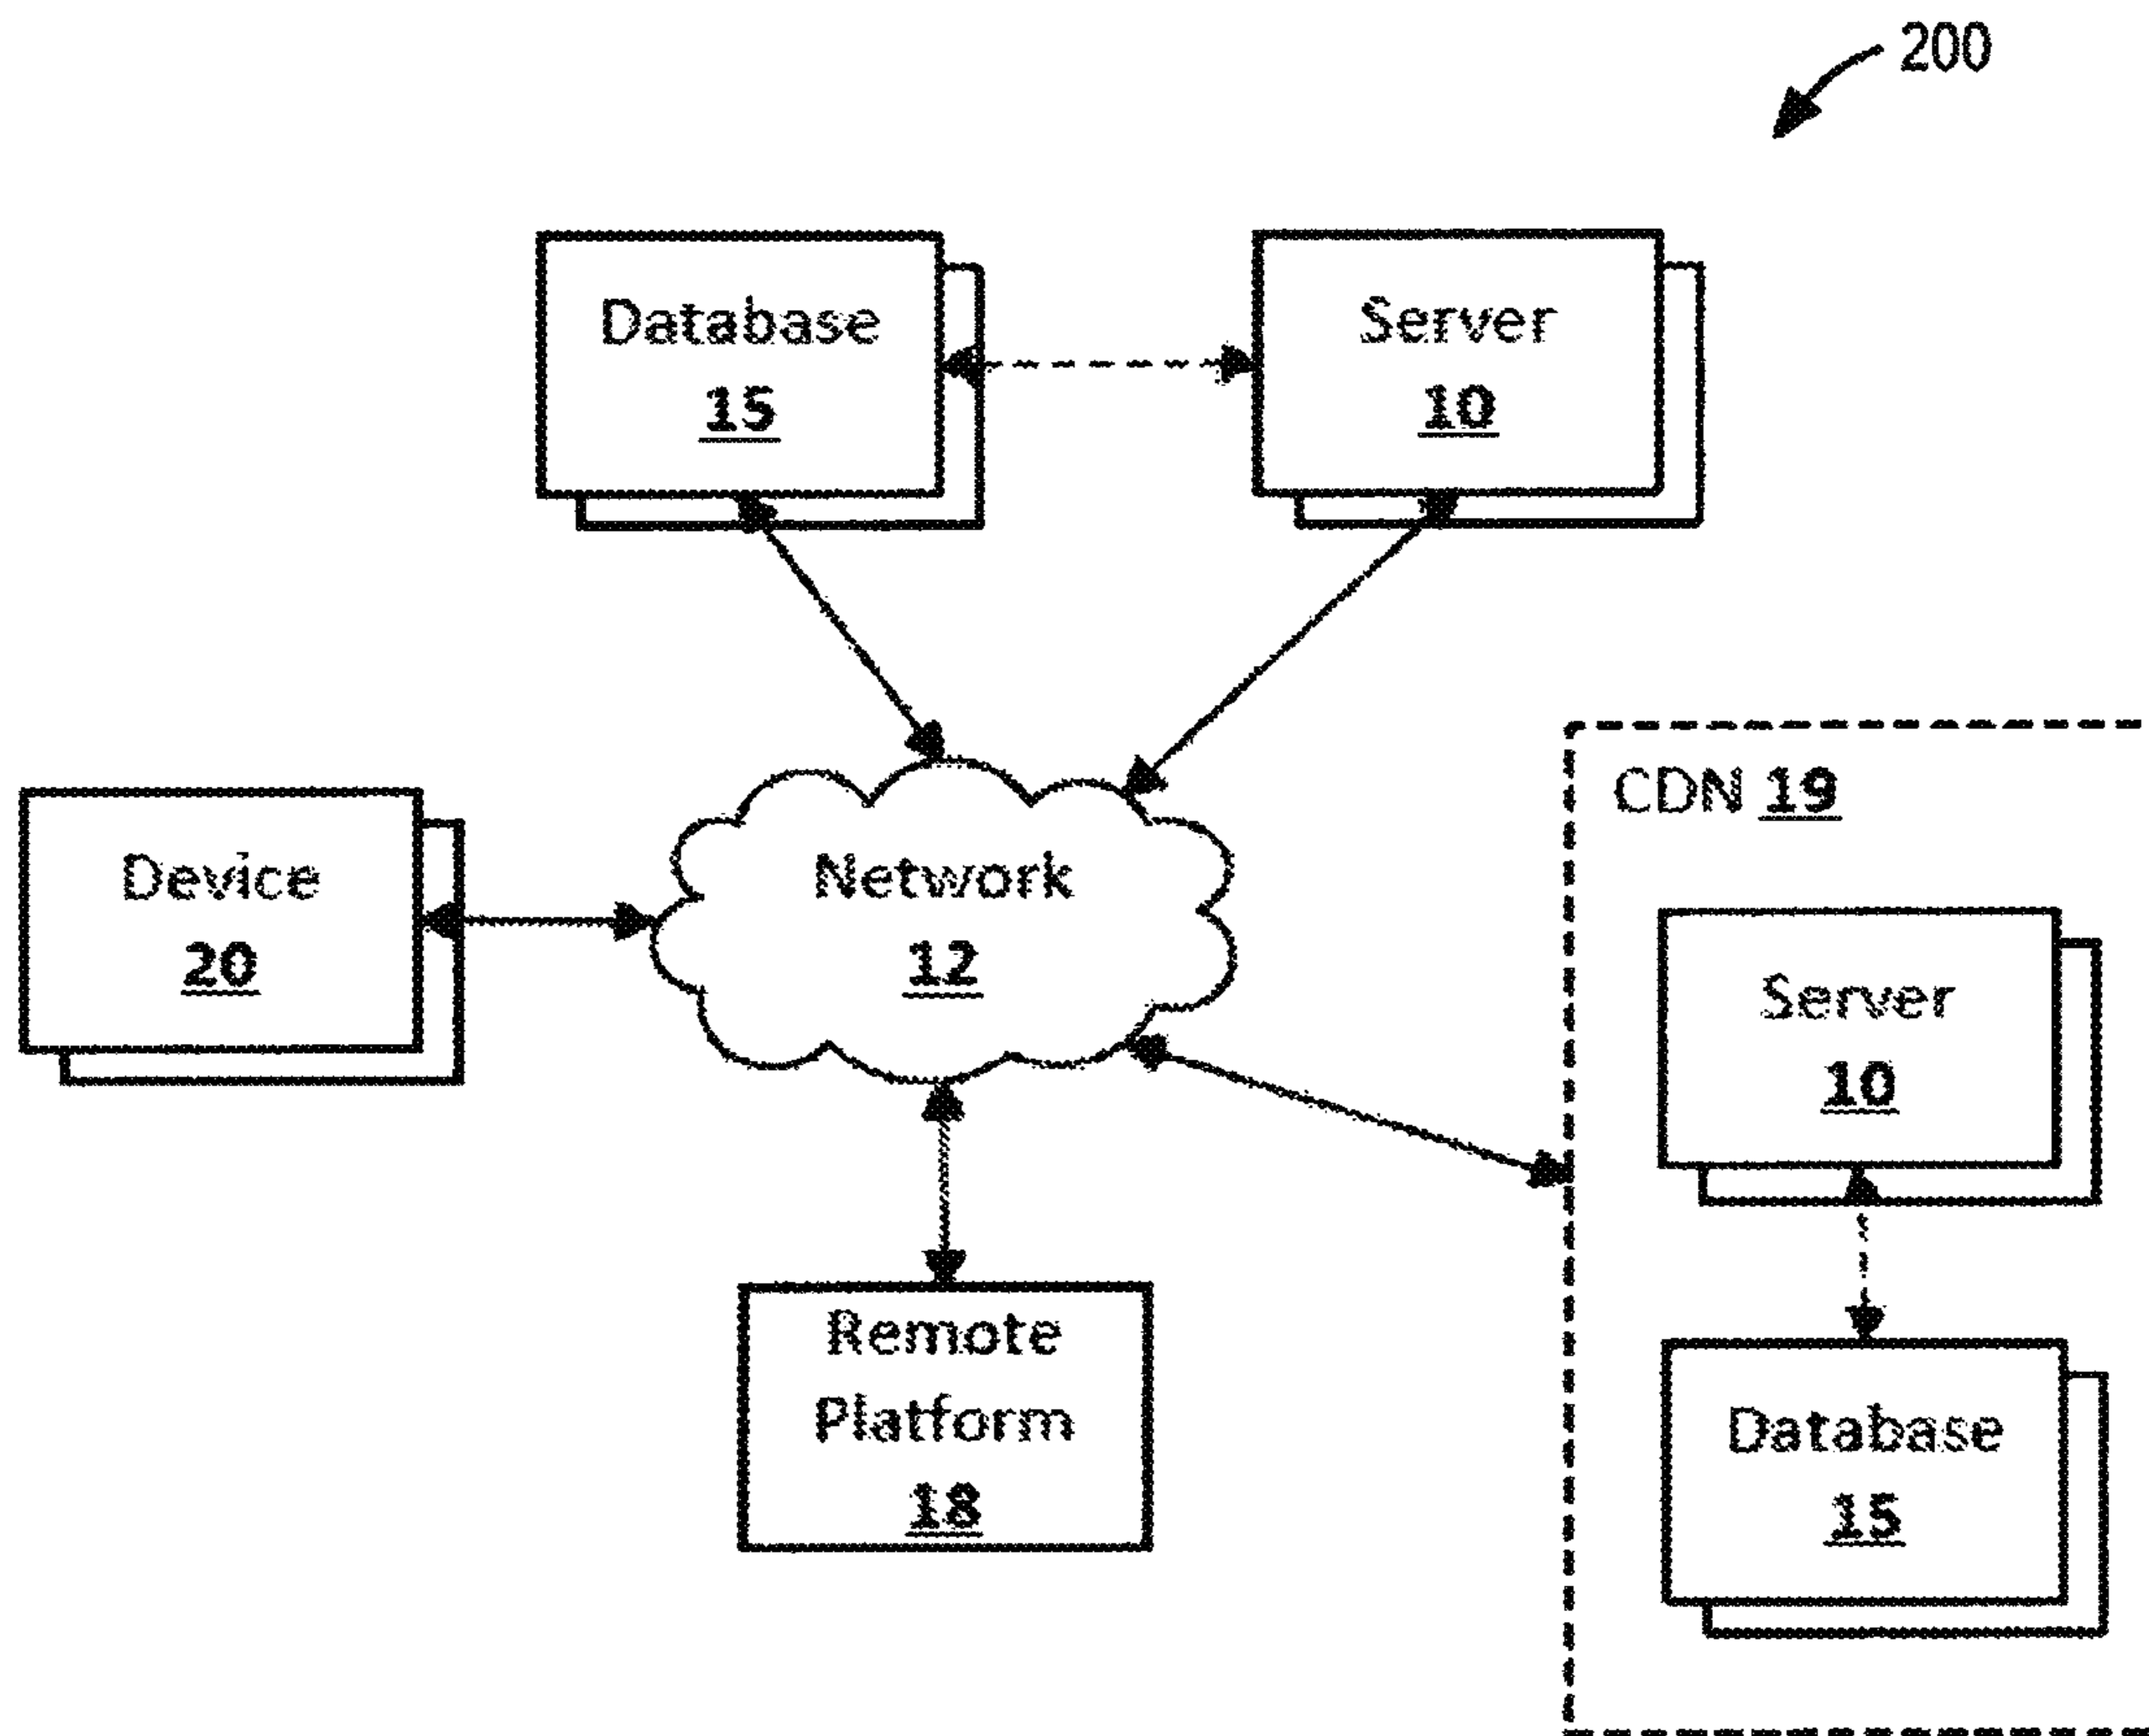 200
Database
15
Server
10
CDN 19
Device
20
Network
12
Server
10
Remote
Platform
18
Database
15